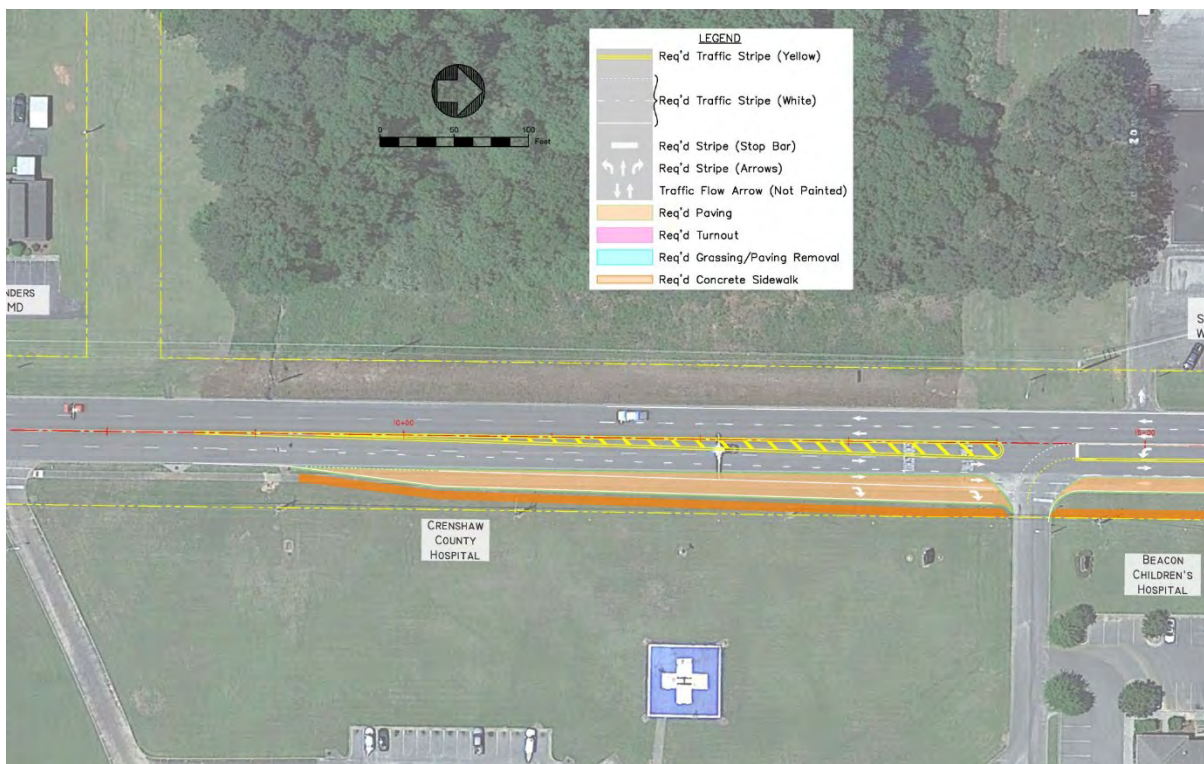 LEGEND
Req'd Traffic Stripe (Yellow)
Req'd Traffic Stripe (White)
Req'd Stripe (Stop Bar)
Req'd Stripe (Arrows)
Traffic Flow Arrow (Not Painted)
Req'd Paving
Req'd Turnout
Req'd Grassing/Paving Removal
Req'd Concrete Sidewalk
0 50 100
Feet
NDERS
MD
S
W
10+00
15+00
CRENSHAW
COUNTY
HOSPITAL
BEACON
CHILDREN'S
HOSPITAL
H